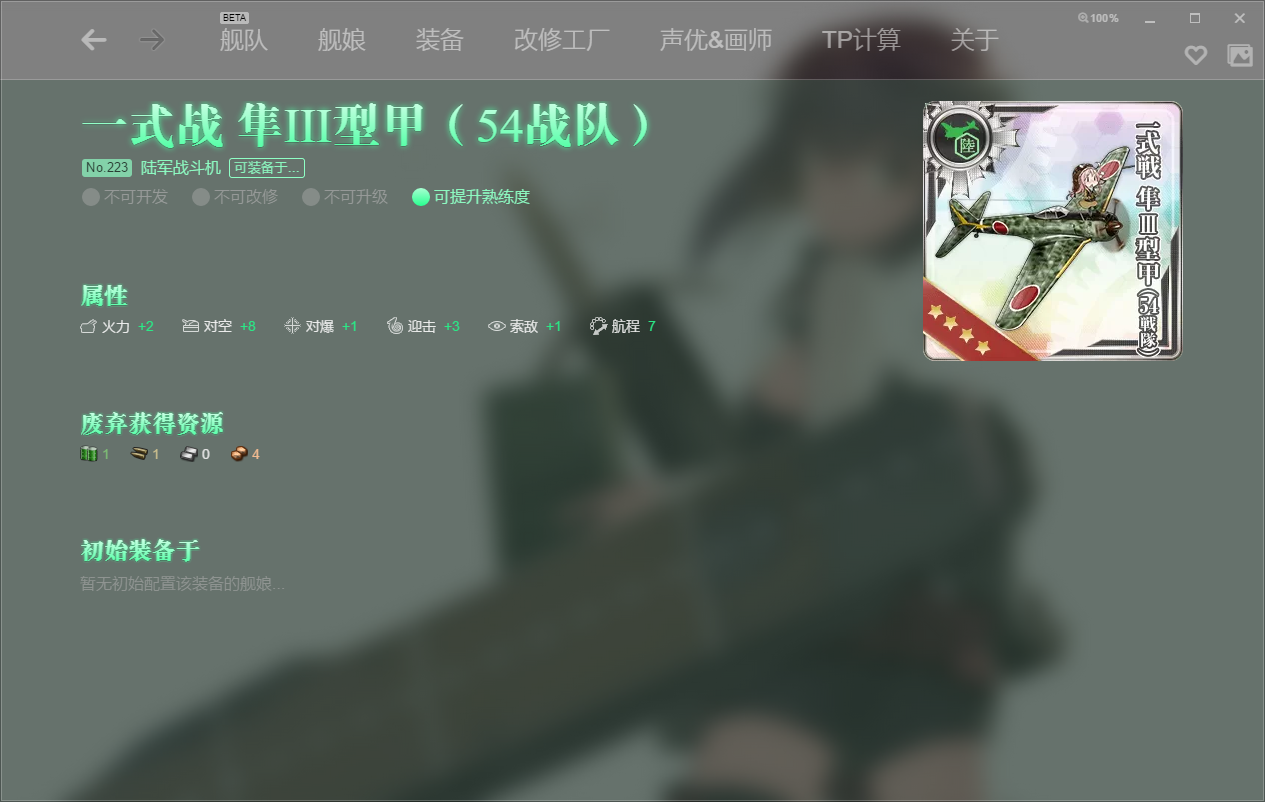 BETA
舰队 舰娘 装备 改修工厂 声优&画师 TP计算 关于
100%
一式战 隼III型甲（54战队）
No.223 陆军战斗机 可装备于...
不可开发 不可改修 不可升级 可提升熟练度
属性
火力 +2 对空 +8 对爆 +1 迎击 +3 索敌 +1 航程 7
废弃获得资源
1 1 0 4
初始装备于
暂无初始配置该装备的舰娘...
陸
一式戦 隼Ⅲ型甲(54戦隊)